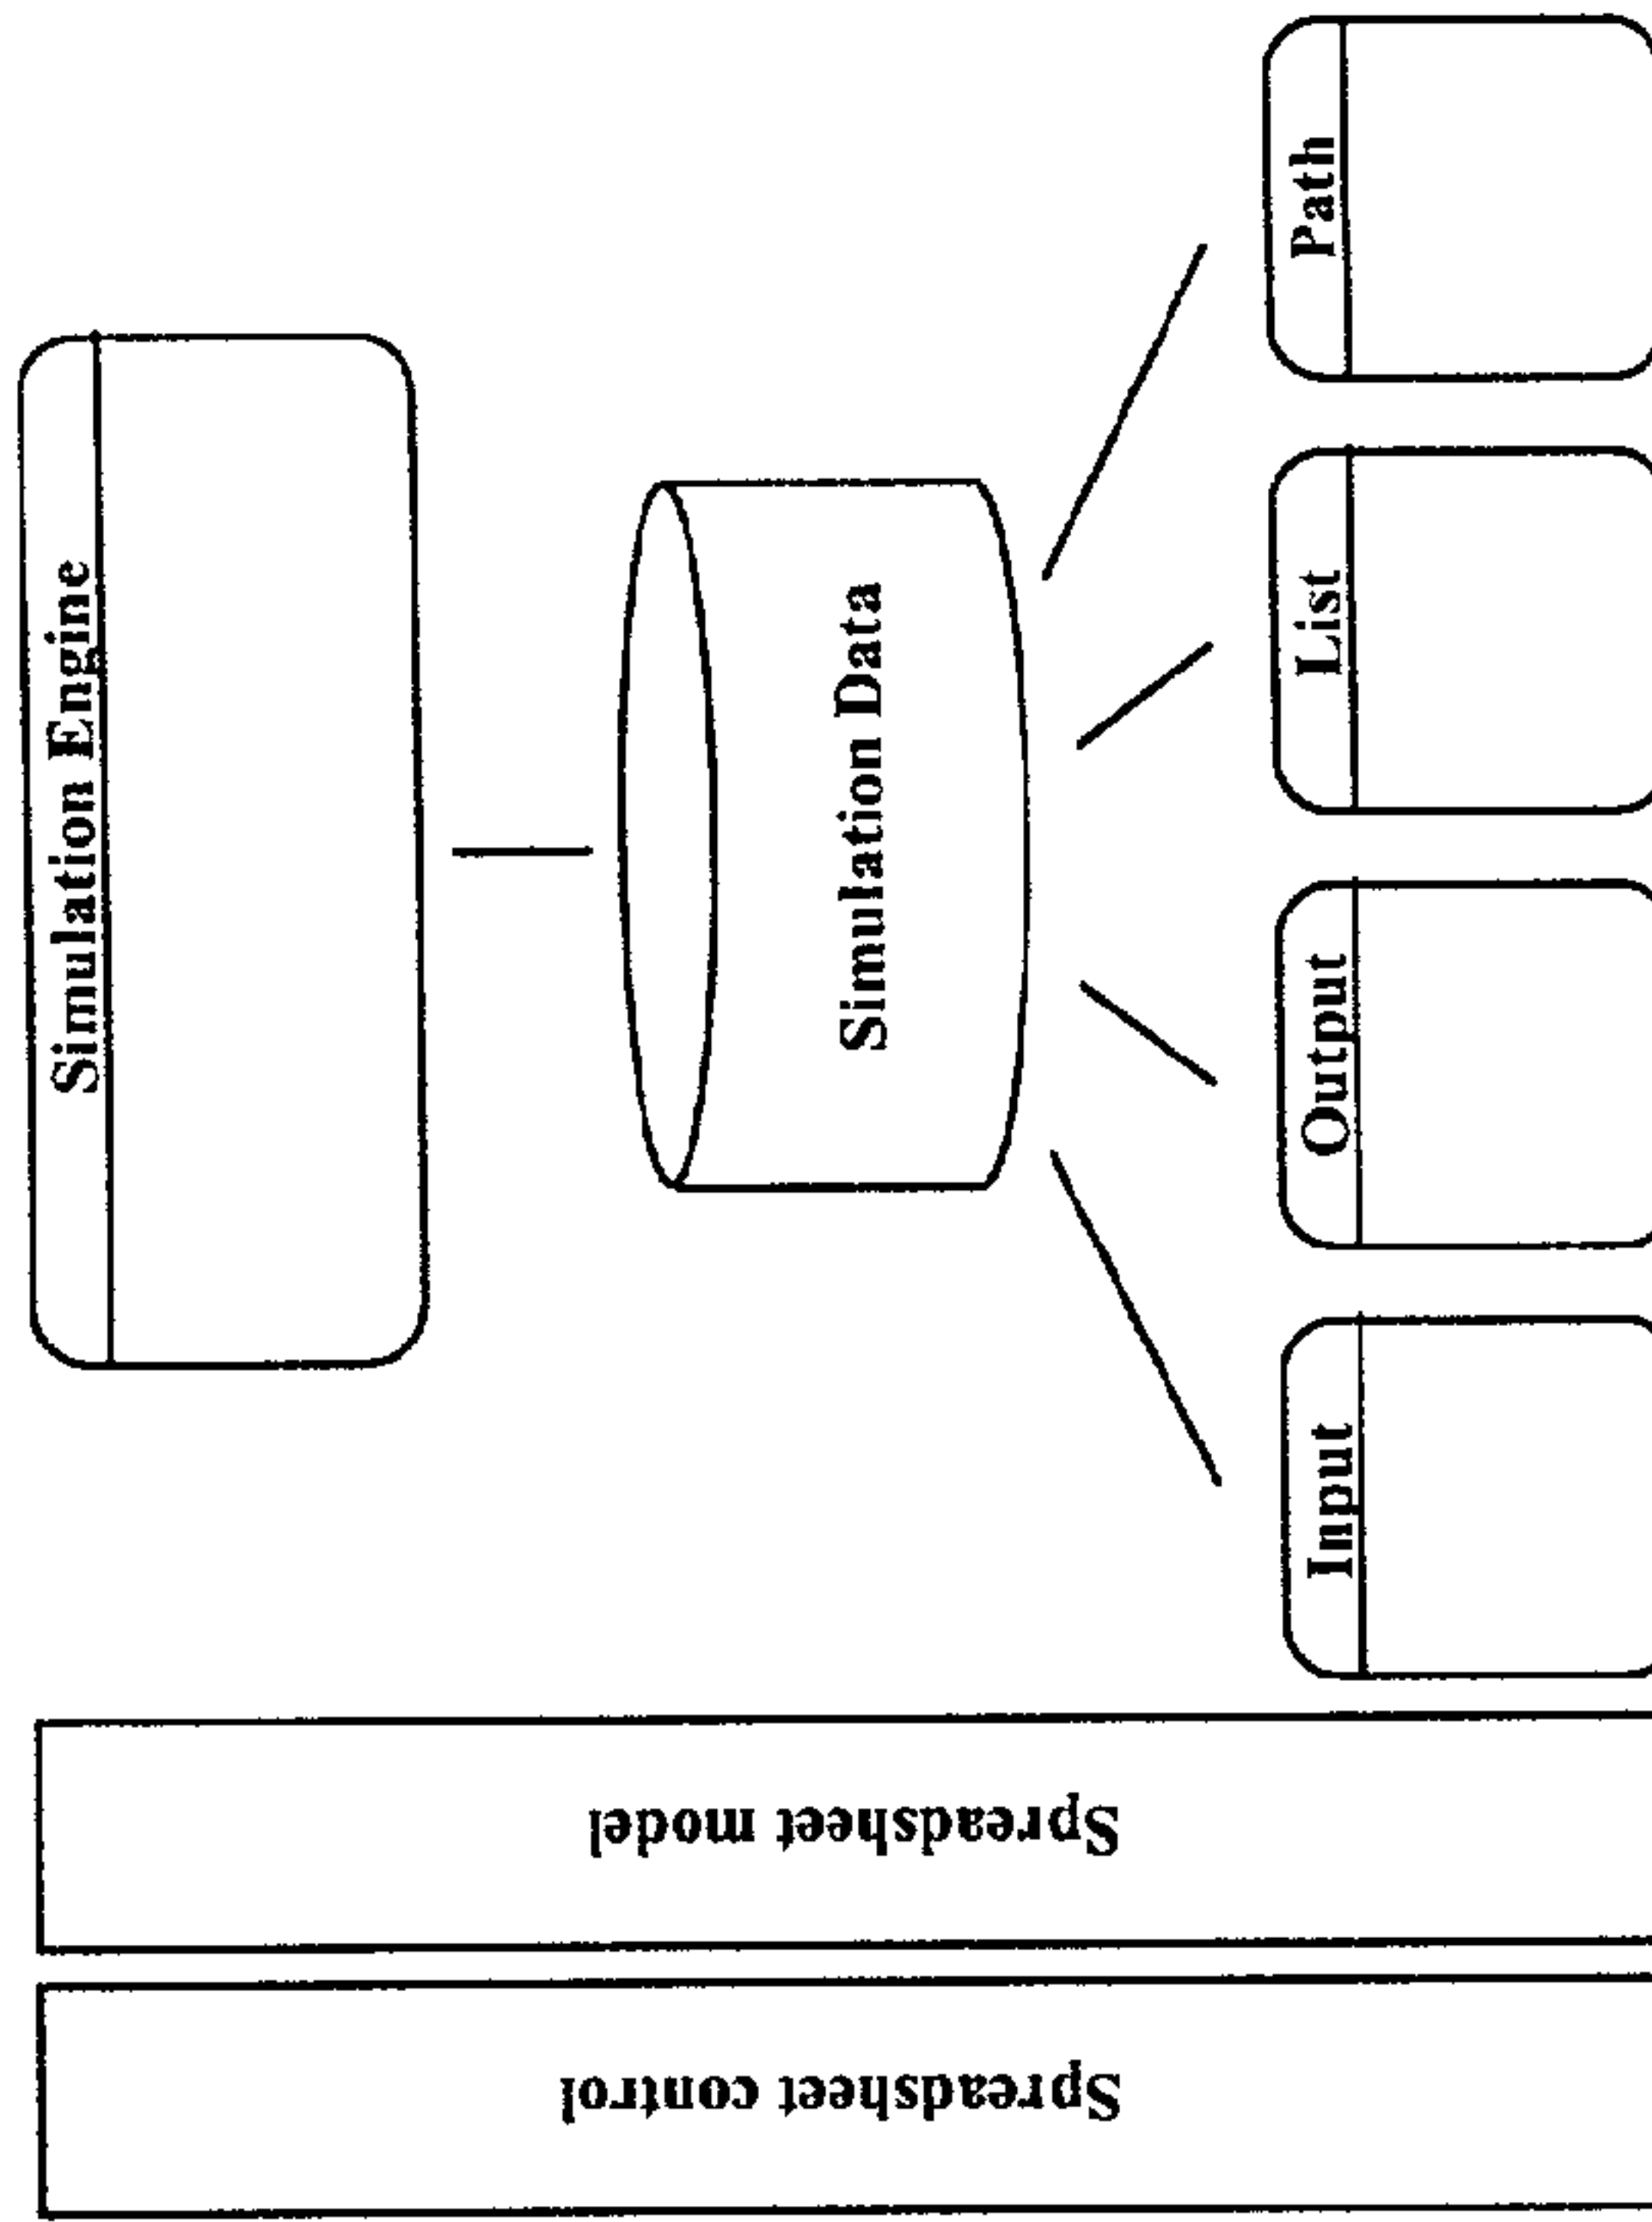 Simulation Engine
Simulation Data
Input
Output
List
Path
Spreadsheet model
Spreadsheet control